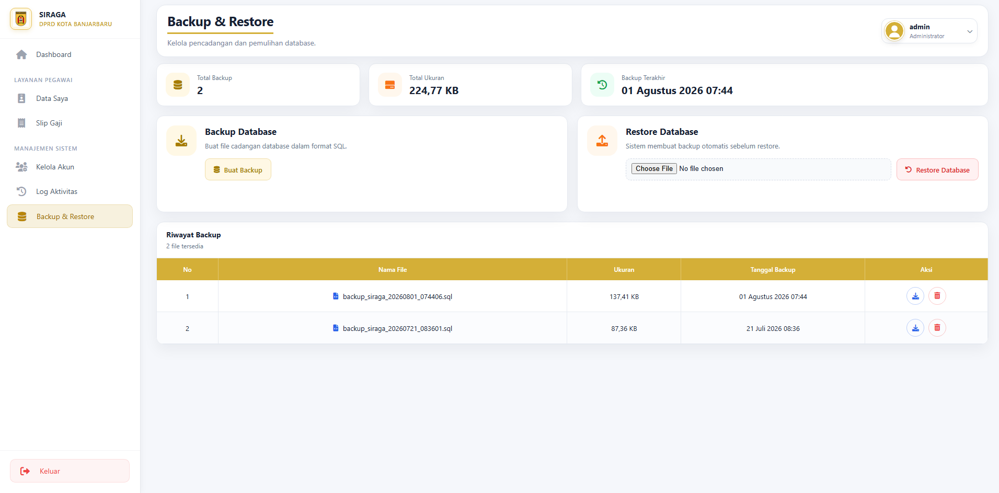 SIRAGA
DPRD KOTA BANJARBARU
Dashboard
LAYANAN PEGAWAI
Data Saya
Slip Gaji
MANAJEMEN SISTEM
Kelola Akun
Log Aktivitas
Backup & Restore
Keluar
Backup & Restore
Kelola pencadangan dan pemulihan database.
admin
Administrator
Total Backup
2
Total Ukuran
224,77 KB
Backup Terakhir
01 Agustus 2026 07:44
Backup Database
Buat file cadangan database dalam format SQL.
Buat Backup
Restore Database
Sistem membuat backup otomatis sebelum restore.
Choose File No file chosen
Restore Database
Riwayat Backup
2 file tersedia
No Nama File Ukuran Tanggal Backup Aksi
1 backup_siraga_20260801_074406.sql 137,41 KB 01 Agustus 2026 07:44
2 backup_siraga_20260721_083601.sql 87,36 KB 21 Juli 2026 08:36